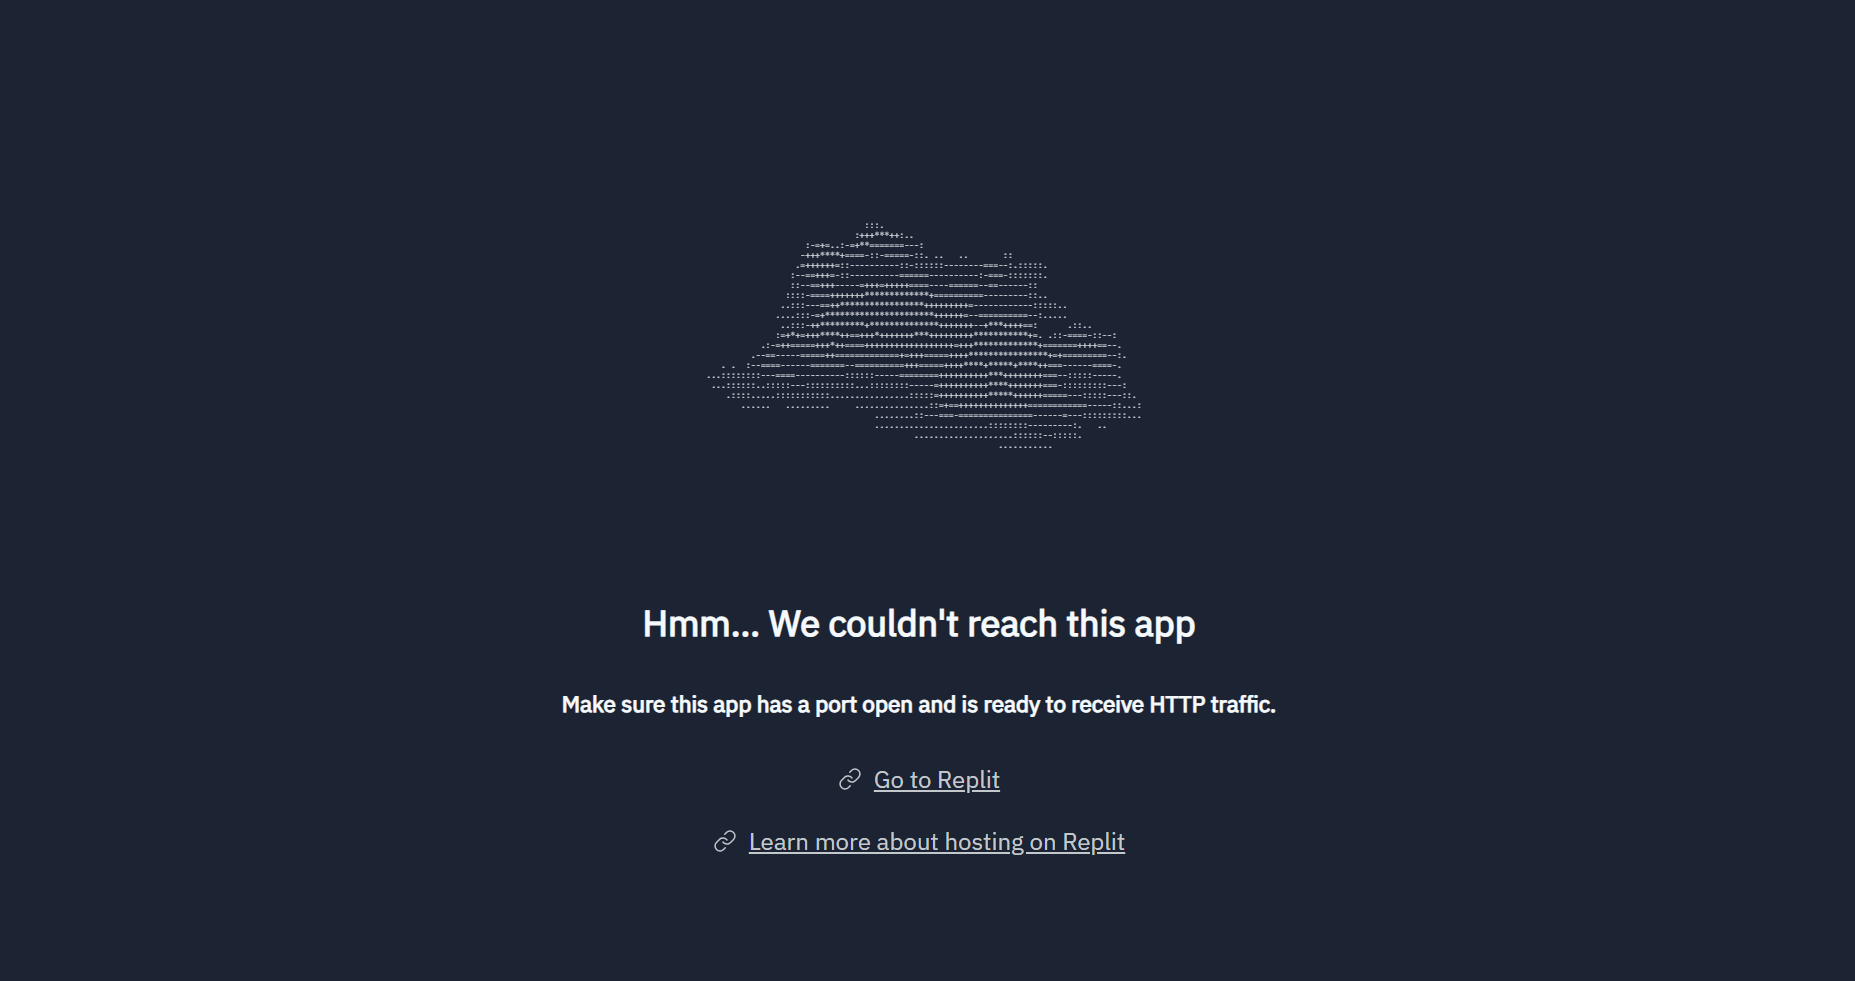 Hmm... We couldn't reach this app
Make sure this app has a port open and is ready to receive HTTP traffic.
Go to Replit
Learn more about hosting on Replit